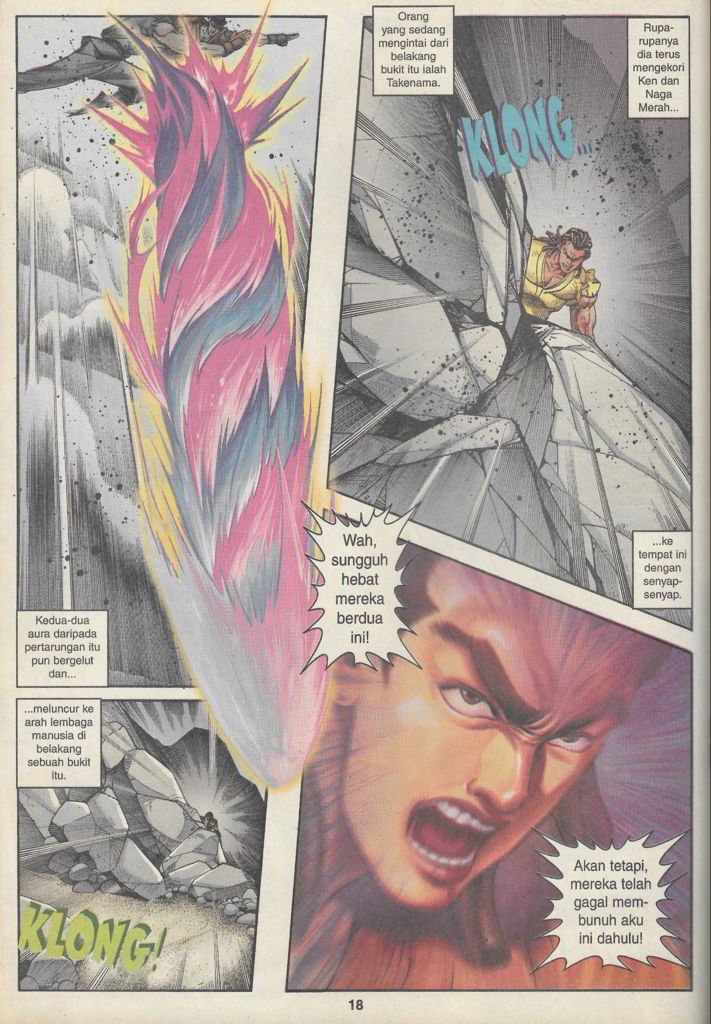 Kedua-dua
aura daripada
pertarungan itu
pun bergelut
dan...
...meluncur ke
arah lembaga
manusia di
belakang
sebuah bukit
itu.
KLONG!
Orang
yang sedang
mengintai dari
belakang
bukit itu ialah
Takenama.
Rupa-
rupanya
dia terus
mengekori
Ken dan
Naga
Merah...
KLONG...
...ke
tempat ini
dengan
senyap-
senyap.
Wah,
sungguh
hebat
mereka
berdua
ini!
Akan tetapi,
mereka telah
gagal mem-
bunuh aku
ini dahulu!
18